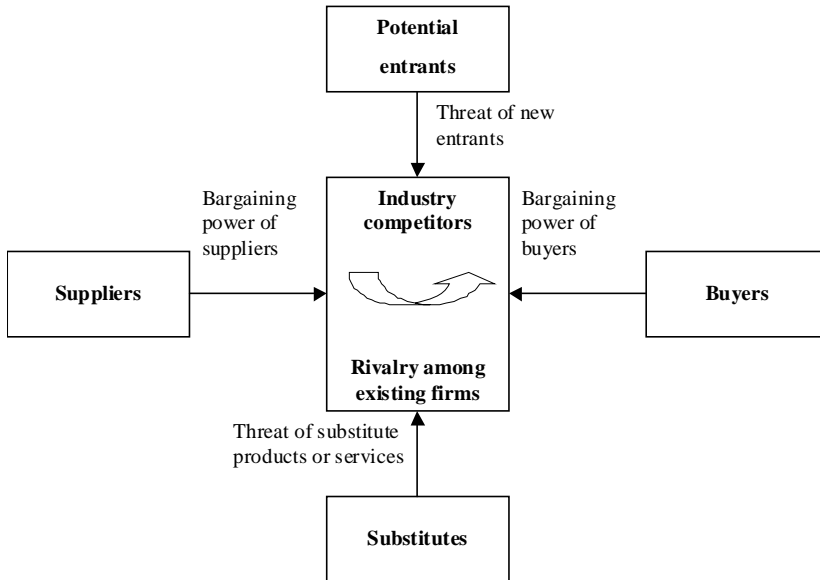 Potential
entrants
Threat of new
entrants
Bargaining
power of
suppliers
Industry
competitors
Bargaining
power of
buyers
Suppliers
Buyers
Rivalry among
existing firms
Threat of substitute
products or services
Substitutes